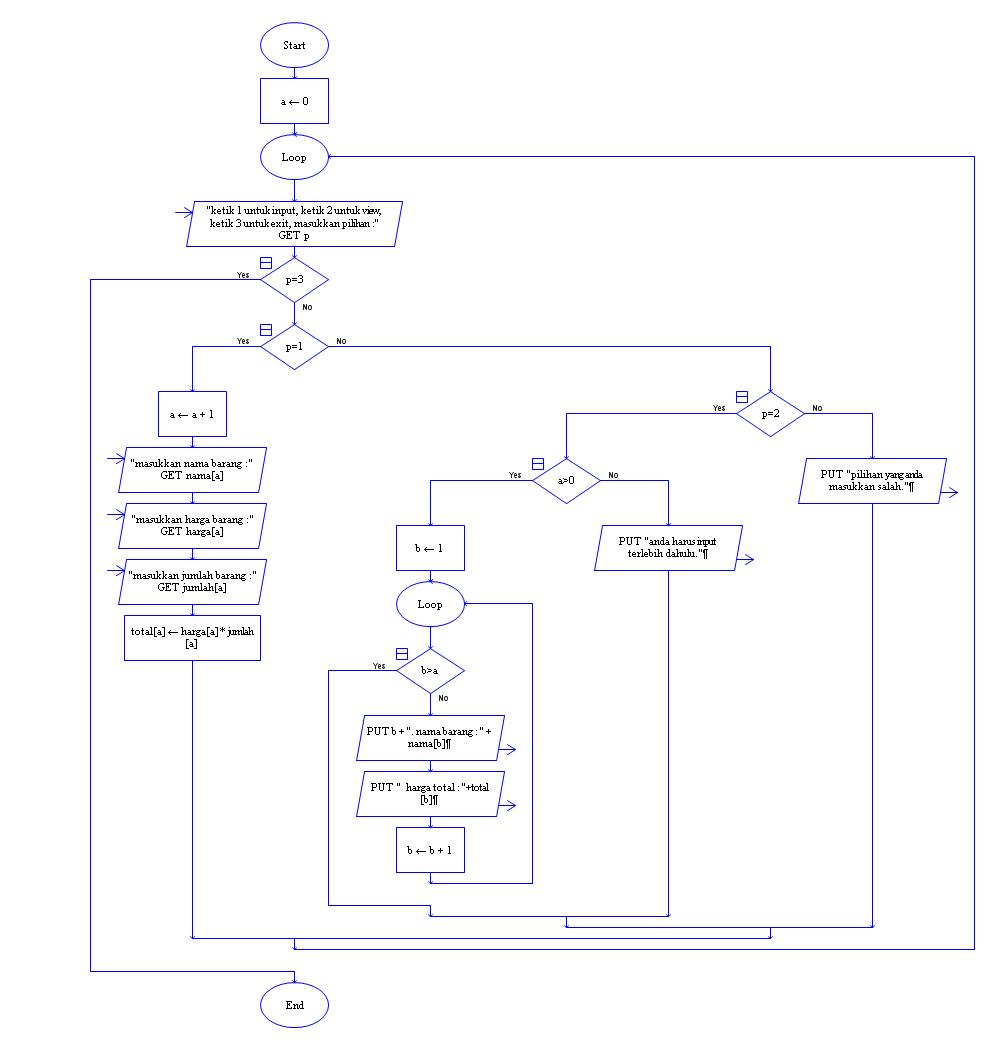 Start
a ← 0
Loop
"ketik 1 untuk input, ketik 2 untuk view,
ketik 3 untuk exit, masukkan pilihan :"
GET p
Yes
p=3
No
Yes
p=1
No
a ← a + 1
"masukkan nama barang :"
GET nama[a]
"masukkan harga barang :"
GET harga[a]
"masukkan jumlah barang :"
GET jumlah[a]
total[a] ← harga[a] * jumlah
[a]
Yes
p=2
No
Yes
a>0
No
b ← 1
Loop
Yes
b>a
No
PUT b + ". nama barang : " +
nama[b]¶
PUT "  harga total : "+total
[b]¶
b ← b + 1
PUT "anda harus input
terlebih dahulu."¶
PUT "pilihan yang anda
masukkan salah."¶
End